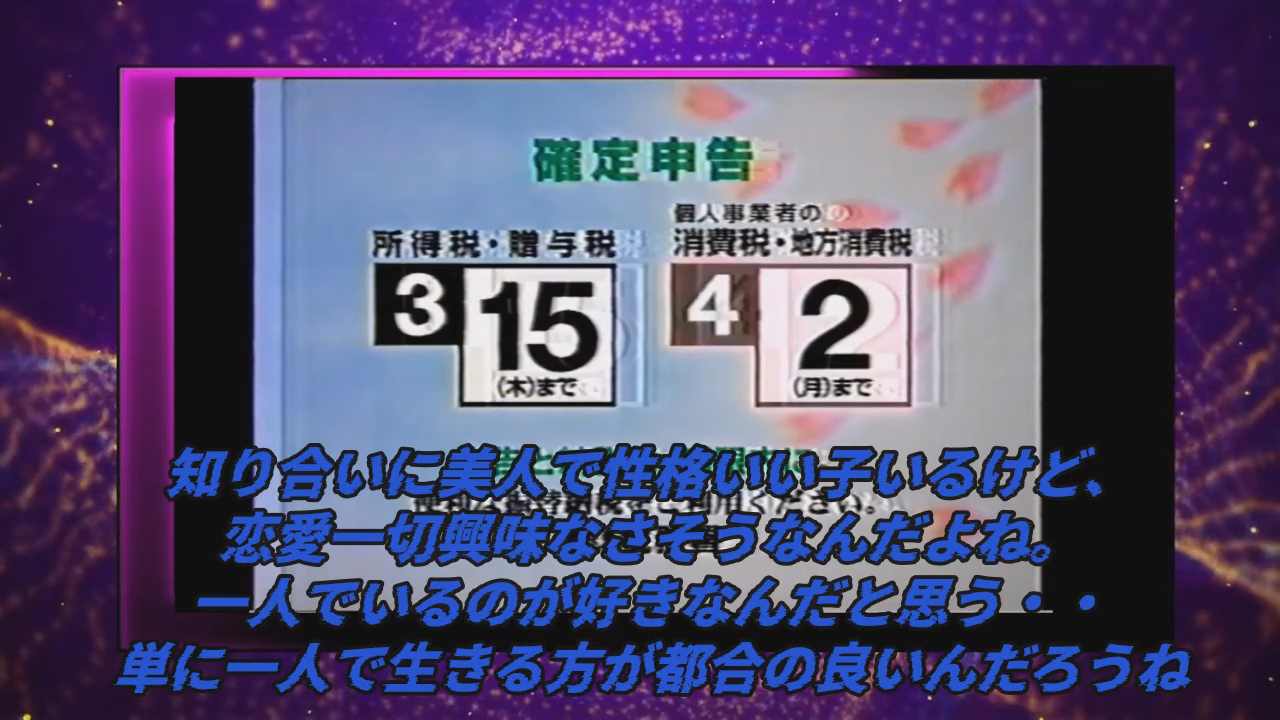 確定申告
所得税・贈与税
3 15
(木)まで
個人事業者の
消費税・地方消費税
4 2
(月)まで
知り合いに美人で性格いい子いるけど、
恋愛一切興味なさそうなんだよね。
一人でいるのが好きなんだと思う・・
単に一人で生きる方が都合の良いんだろうね